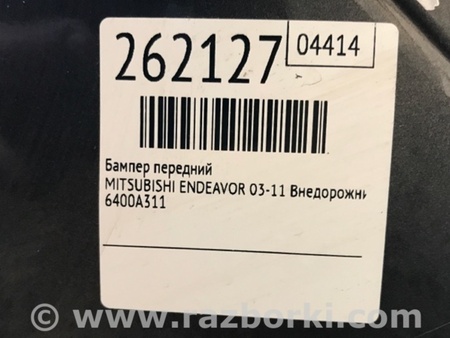 262127
04414
Бампер передний
MITSUBISHI ENDEAVOR 03-11 Внедорожни
6400A311
© www.razborki.com